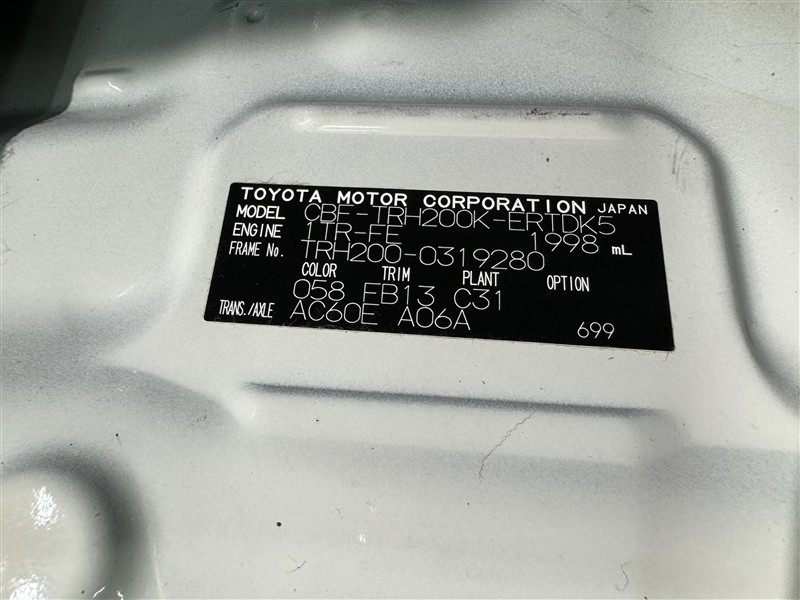 TOYOTA MOTOR CORPORATION JAPAN
MODEL CBF-TRH200K-ERTDK5
ENGINE 1TR-FE 1998 mL
FRAME No. TRH200-0319280
COLOR TRIM PLANT OPTION
058 FB13 C31
TRANS./AXLE AC60E A06A 699